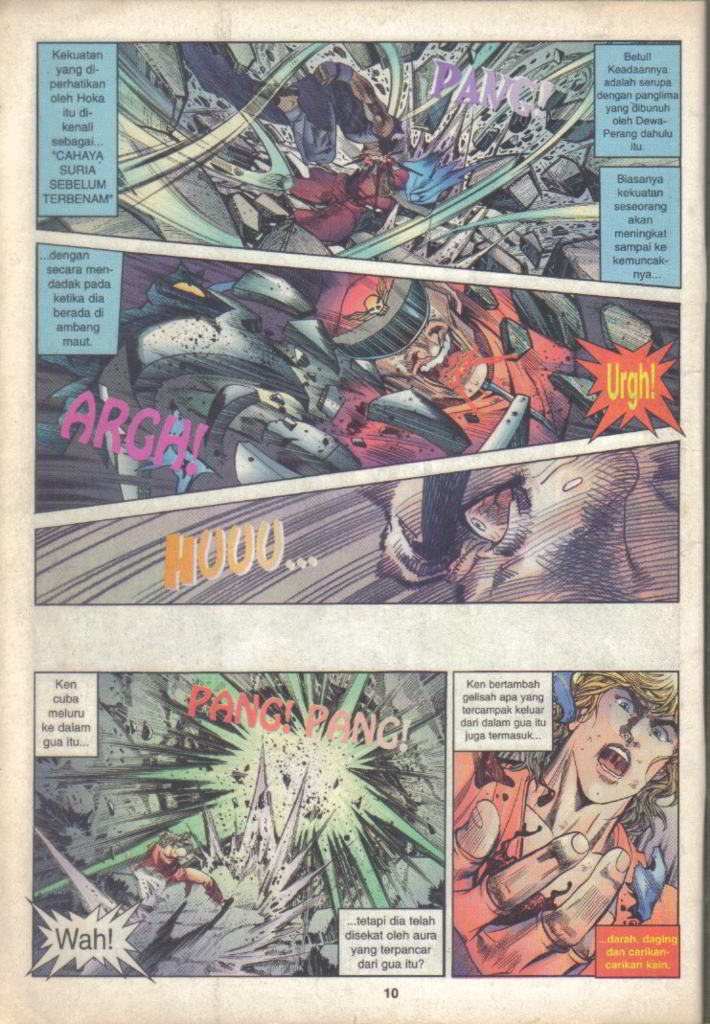 Kekuatan
yang di-
perhatikan
oleh Hoka
itu di-
kenali
sebagai...
"CAHAYA
SURIA
SEBELUM
TERBENAM"
PANG!
Betul!
Keadaannya
adalah serupa
dengan panglima
yang dibunuh
oleh Dewa-
Perang dahulu
itu.
Biasanya
kekuatan
seseorang
akan
meningkat
sampai ke
kemuncak-
nya...
...dengan
secara men-
dadak pada
ketika dia
berada di
ambang
maut.
ARGH!
Urgh!
HUUU...
Ken
cuba
meluru
ke dalam
gua itu...
PANG! PANG!
Wah!
...tetapi dia telah
disekat oleh aura
yang terpancar
dari gua itu?
Ken bertambah
gelisah apa yang
tercampak keluar
dari dalam gua itu
juga termasuk...
...darah, daging
dan carikan-
carikan kain.
10